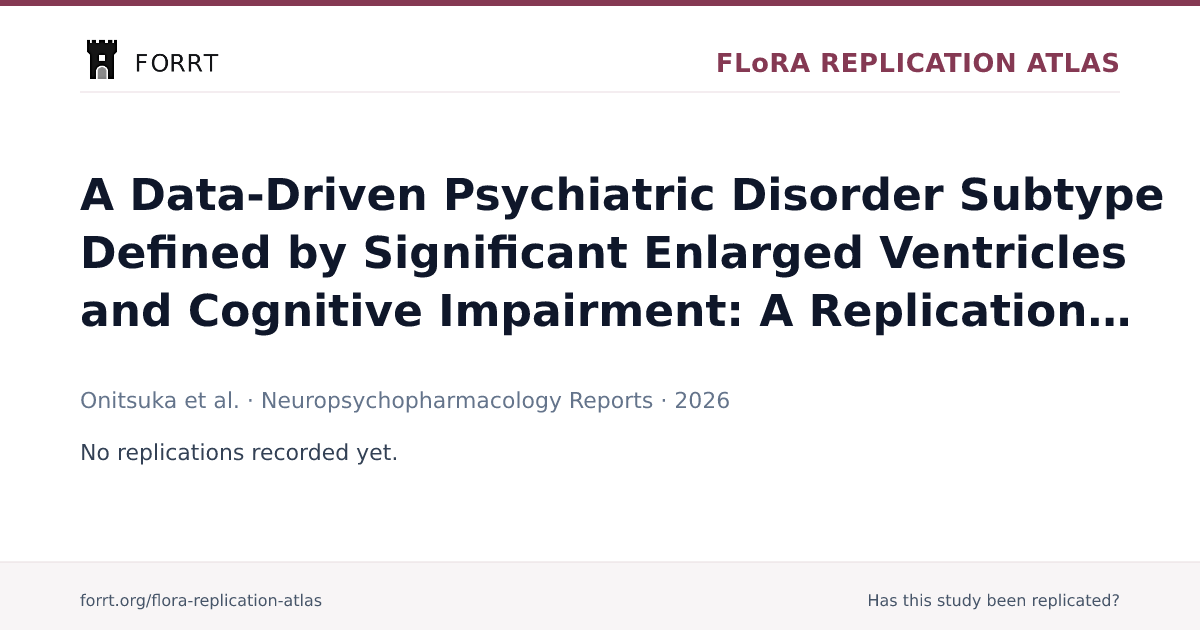 FORRT
FLoRA REPLICATION ATLAS
A Data-Driven Psychiatric Disorder Subtype
Defined by Significant Enlarged Ventricles
and Cognitive Impairment: A Replication…
Onitsuka et al. · Neuropsychopharmacology Reports · 2026
No replications recorded yet.
forrt.org/flora-replication-atlas
Has this study been replicated?